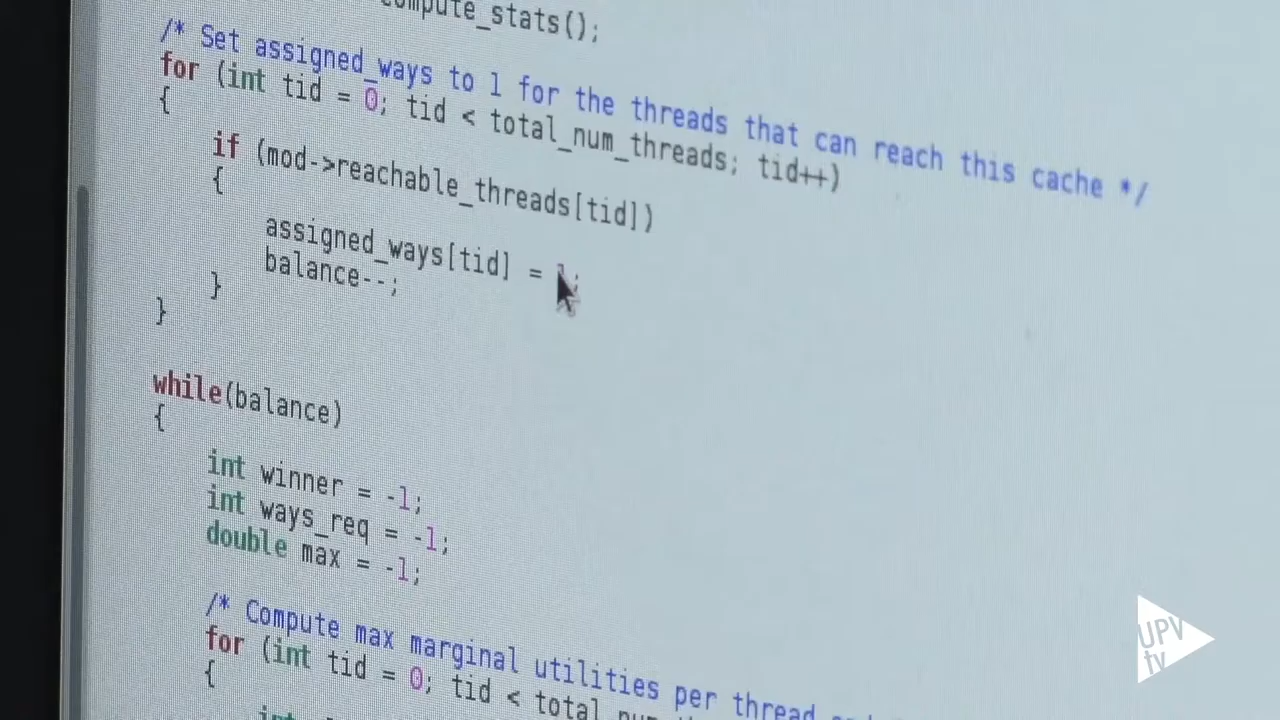 compute_stats();
/* Set assigned_ways to 1 for the threads that can reach this cache */
for (int tid = 0; tid < total_num_threads; tid++)
{
if (mod->reachable_threads[tid])
{
assigned_ways[tid] = 1;
balance--;
}
}
while(balance)
{
int winner = -1;
int ways_req = -1;
double max = -1;
/* Compute max marginal utilities per thread
for (int tid = 0; tid < total
{
int
UPV
tv